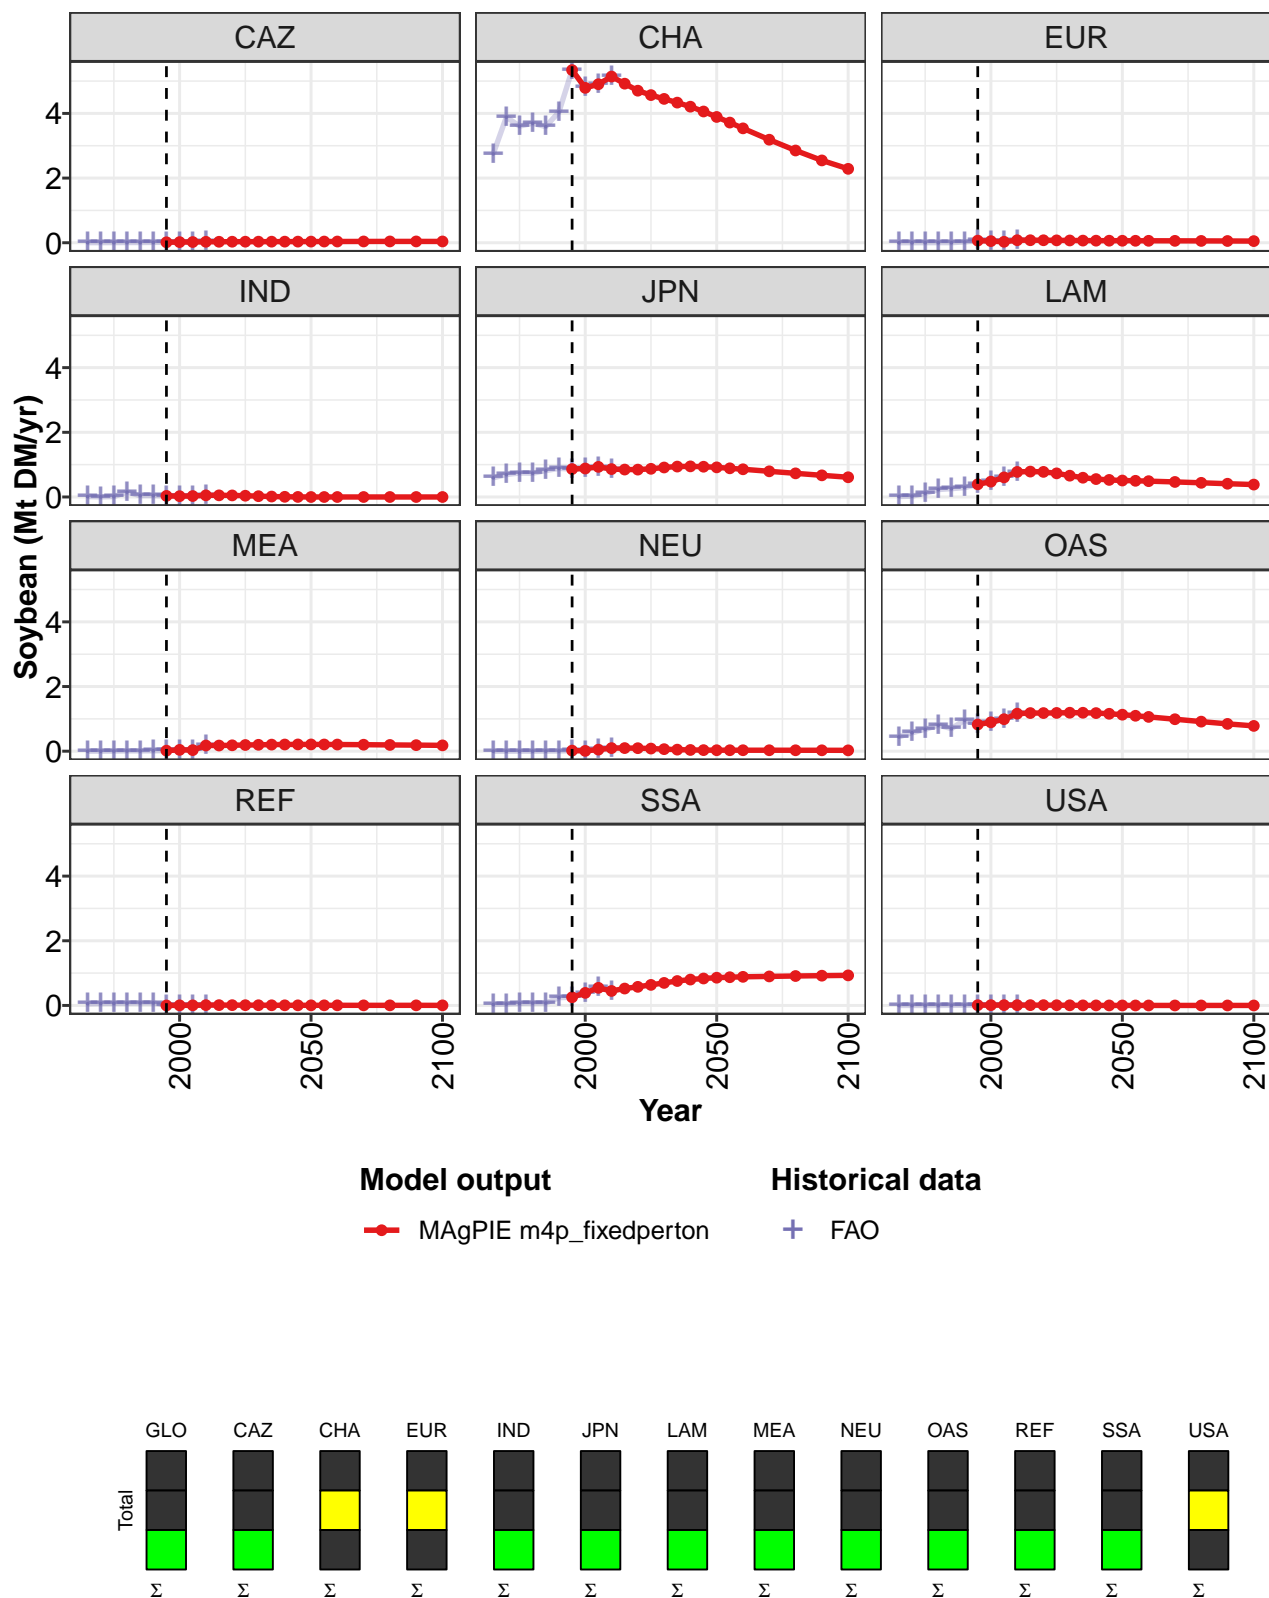 CAZ CHA EUR
4
2
0
IND JPN LAM
4
2
0
MEA NEU OAS
4
2
0
REF SSA USA
4
2
0
Soybean (Mt DM/yr)
2000 2050 2100 2000 2050 2100 2000 2050 2100
Year
Model output Historical data
MAgPIE m4p_fixedperton FAO
GLO CAZ CHA EUR IND JPN LAM MEA NEU OAS REF SSA USA
Total
Σ Σ Σ Σ Σ Σ Σ Σ Σ Σ Σ Σ Σ